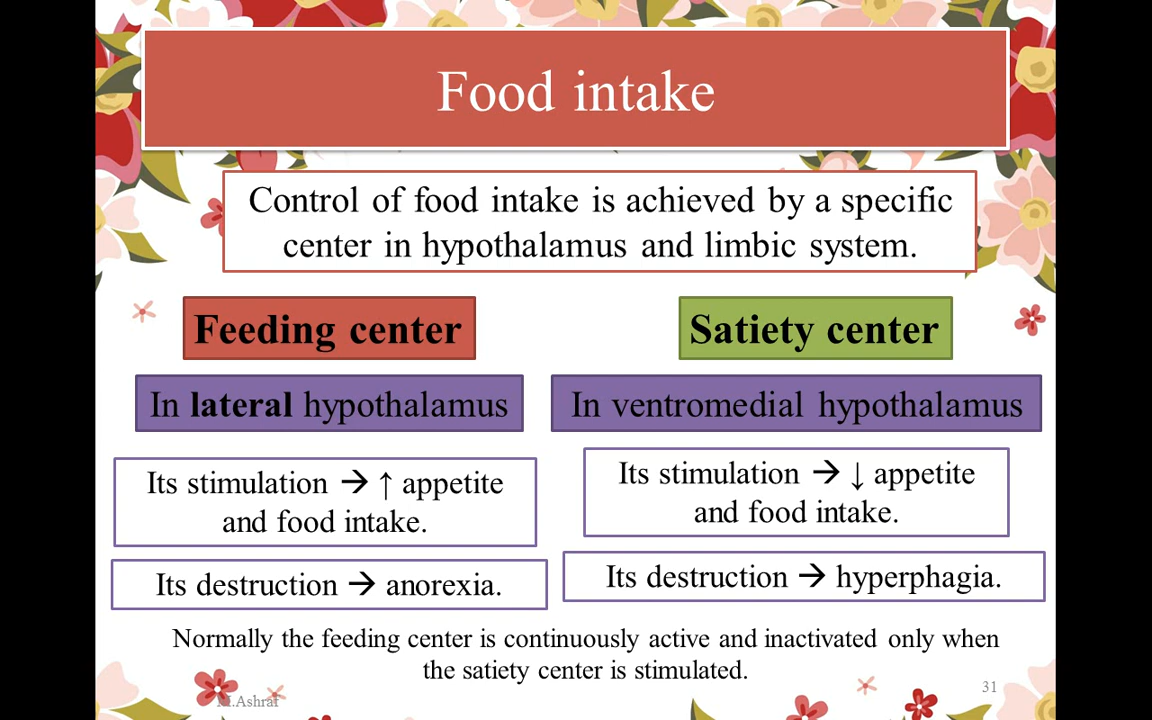 Food intake
Control of food intake is achieved by a specific
center in hypothalamus and limbic system.
Feeding center
Satiety center
In lateral hypothalamus
In ventromedial hypothalamus
Its stimulation → ↑ appetite
and food intake.
Its stimulation → ↓ appetite
and food intake.
Its destruction → anorexia.
Its destruction → hyperphagia.
Normally the feeding center is continuously active and inactivated only when
the satiety center is stimulated.
M.Ashraf
31